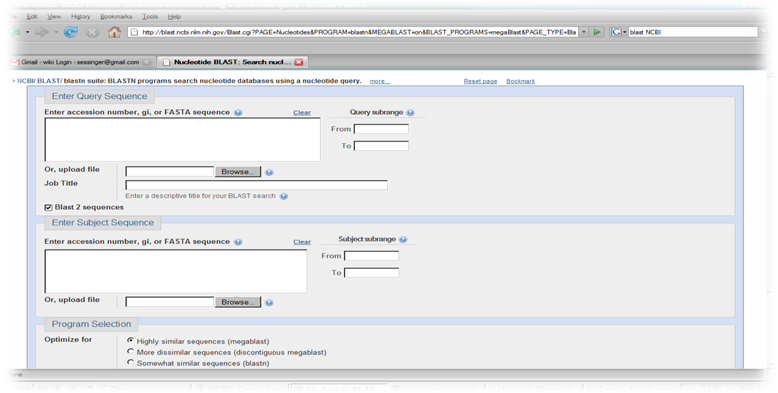 Edit View History Bookmarks Tools Help
http://blast.ncbi.nlm.nih.gov/Blast.cgi?PAGE=Nucleotides&PROGRAM=blastn&MEGABLAST=on&BLAST_PROGRAMS=megaBlast&PAGE_TYPE=Bla blast NCBI
Gmail - wiki Login - sessinger@gmail.com Nucleotide BLAST: Search nucl...
NCBI/ BLAST/ blastn suite: BLASTN programs search nucleotide databases using a nucleotide query. more... Reset page Bookmark
Enter Query Sequence
Enter accession number, gi, or FASTA sequence Clear Query subrange
From
To
Or, upload file Browse...
Job Title
Enter a descriptive title for your BLAST search
Blast 2 sequences
Enter Subject Sequence
Enter accession number, gi, or FASTA sequence Clear Subject subrange
From
To
Or, upload file Browse...
Program Selection
Optimize for Highly similar sequences (megablast)
More dissimilar sequences (discontiguous megablast)
Somewhat similar sequences (blastn)